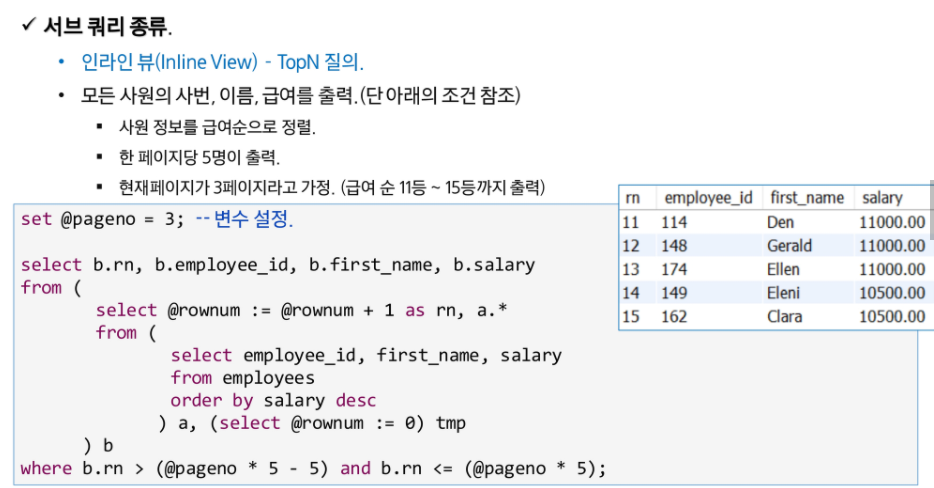 ✓ 서브 쿼리 종류.
• 인라인 뷰(Inline View) - TopN 질의.
• 모든 사원의 사번, 이름, 급여를 출력.(단 아래의 조건 참조)
▪ 사원 정보를 급여순으로 정렬.
▪ 한 페이지당 5명이 출력.
▪ 현재페이지가 3페이지라고 가정. (급여 순 11등 ~ 15등까지 출력)
set @pageno = 3; -- 변수 설정.
select b.rn, b.employee_id, b.first_name, b.salary
from (
select @rownum := @rownum + 1 as rn, a.*
from (
select employee_id, first_name, salary
from employees
order by salary desc
) a, (select @rownum := 0) tmp
) b
where b.rn > (@pageno * 5 - 5) and b.rn <= (@pageno * 5);
rn employee_id first_name salary
11 114 Den 11000.00
12 148 Gerald 11000.00
13 174 Ellen 11000.00
14 149 Eleni 10500.00
15 162 Clara 10500.00